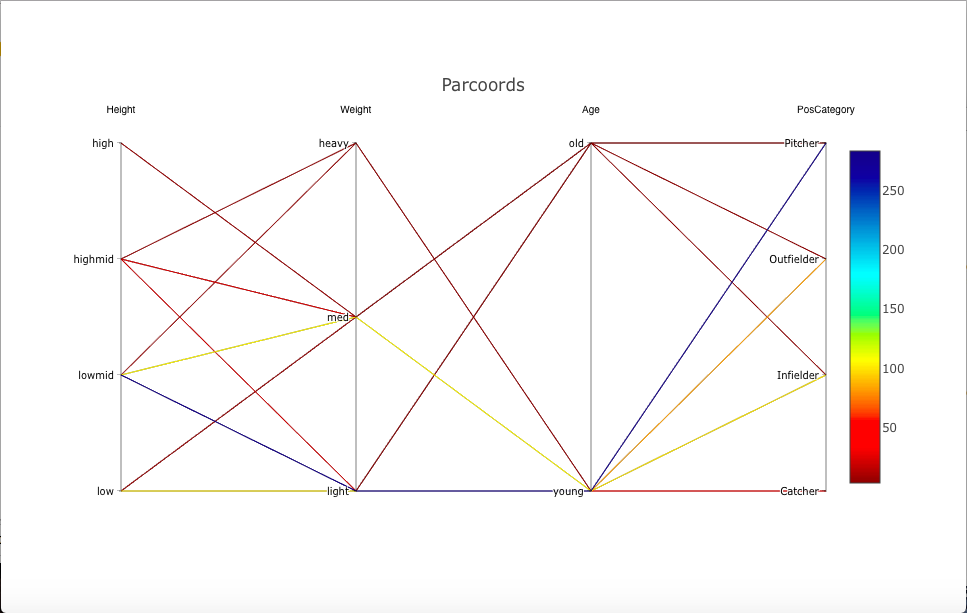 Parcoords
Height Weight Age PosCategory
high heavy old Pitcher
250
highmid Outfielder
200
med
150
lowmid Infielder
100
50
low light young Catcher